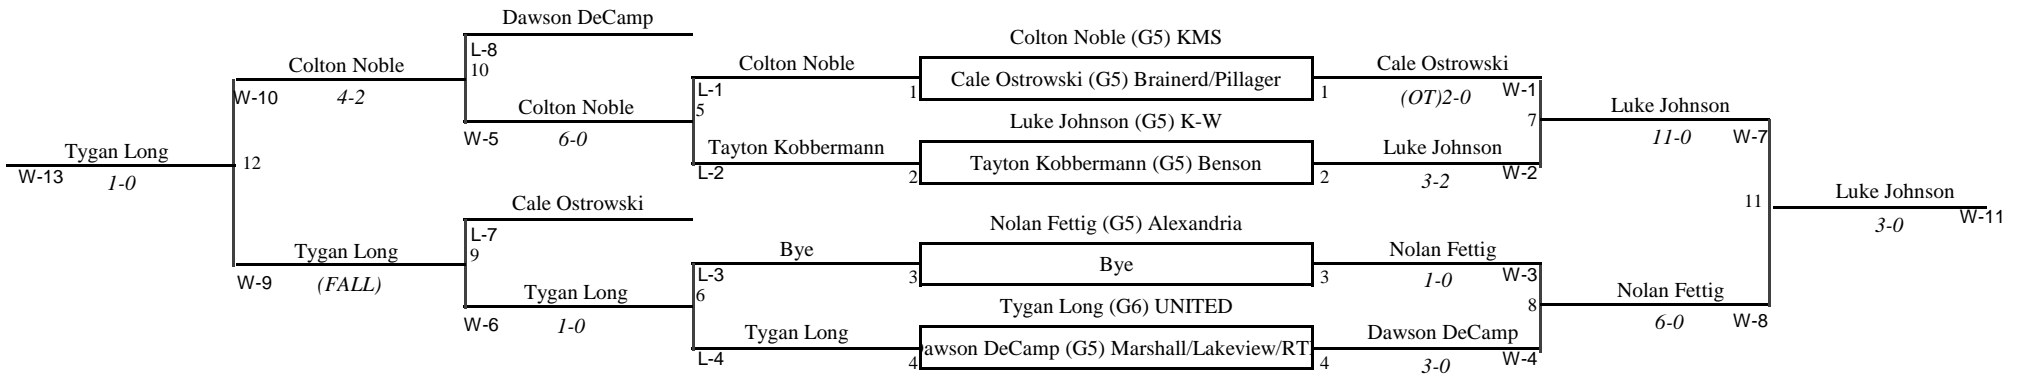 Dawson DeCamp
L-8
10
Colton Noble
W-10
4-2
Colton Noble
W-5
6-0
Colton Noble
L-1
5
1
Tayton Kobbermann
L-2
2
Colton Noble (G5) KMS
Cale Ostrowski (G5) Brainerd/Pillager
Luke Johnson (G5) K-W
Tayton Kobbermann (G5) Benson
Cale Ostrowski
1
(OT)2-0
W-1
7
Luke Johnson
2
3-2
W-2
Luke Johnson
11-0
W-7
Tygan Long
W-13
1-0
12
Cale Ostrowski
L-7
9
Tygan Long
W-9
(FALL)
Tygan Long
W-6
1-0
Bye
L-3
6
3
Tygan Long
L-4
4
Nolan Fettig (G5) Alexandria
Bye
Tygan Long (G6) UNITED
awson DeCamp (G5) Marshall/Lakeview/RT
Nolan Fettig
3
1-0
W-3
8
Dawson DeCamp
4
3-0
W-4
Nolan Fettig
6-0
W-8
11
Luke Johnson
3-0
W-11